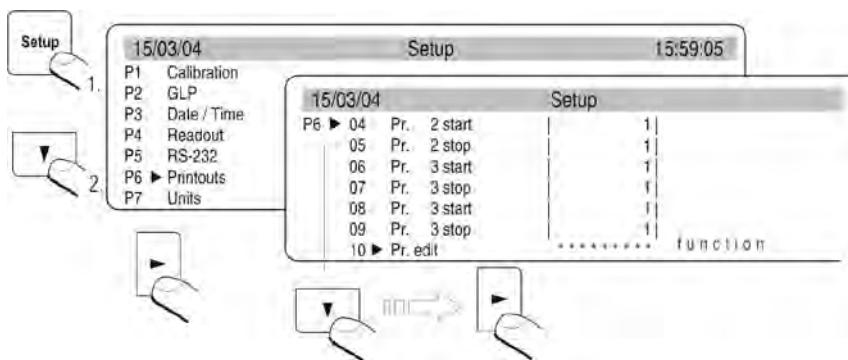 Setup
1.
2.
15/03/04 Setup 15:59:05
P1 Calibration
P2 GLP
P3 Date / Time
P4 Readout
P5 RS-232
P6 ▶ Printouts
P7 Units
15/03/04 Setup
P6 ▶ 04 Pr. 2 start | 1 |
05 Pr. 2 stop | 1 |
06 Pr. 3 start | 1 |
07 Pr. 3 stop | 1 |
08 Pr. 3 start | 1 |
09 Pr. 3 stop | 1 |
10 ▶ Pr. edit ********* function